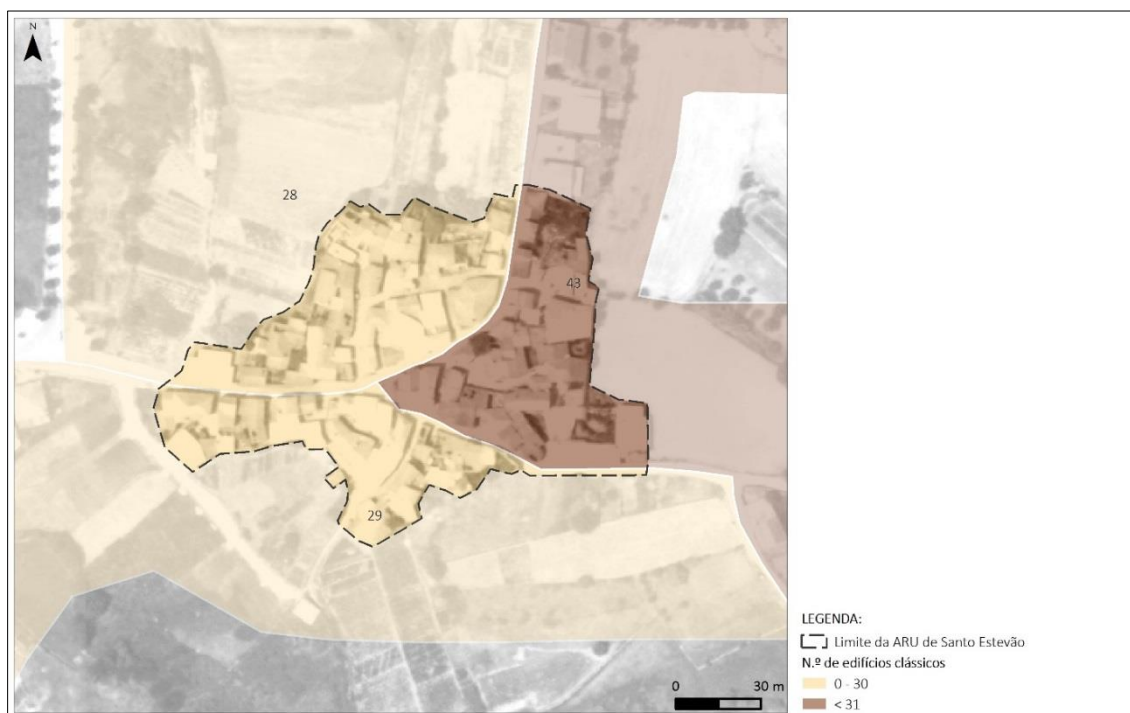 N
28
43
29
0 30 m
LEGENDA:
Limite da ARU de Santo Estevão
N.º de edifícios clássicos
0 - 30
< 31